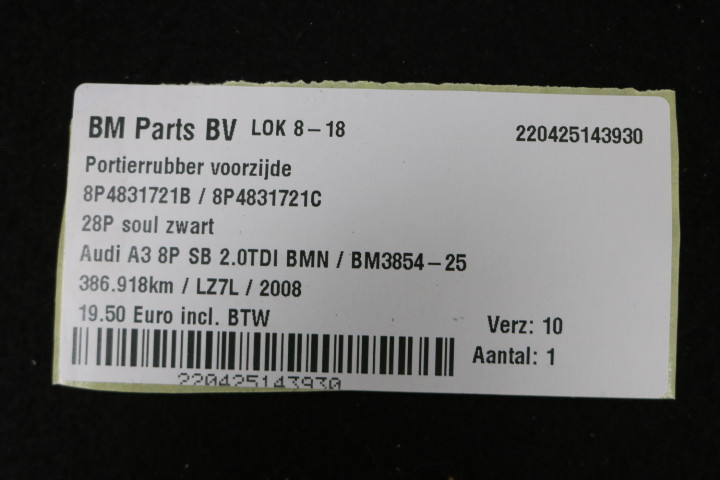 BM Parts BV LOK 8-18 220425143930
Portierrubber voorzijde
8P4831721B / 8P4831721C
28P soul zwart
Audi A3 8P SB 2.0TDI BMN / BM3854-25
386.918km / LZ7L / 2008
19.50 Euro incl. BTW
Verz: 10
Aantal: 1
220425143930